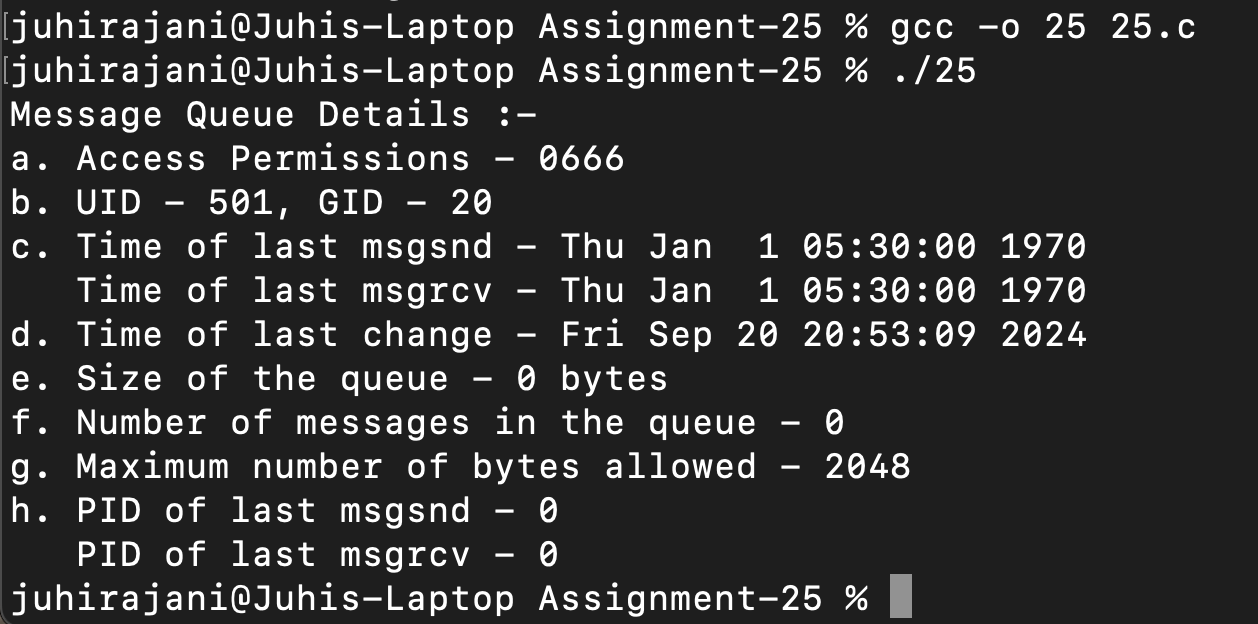 [juhirajani@Juhis-Laptop Assignment-25 % gcc -o 25 25.c
[juhirajani@Juhis-Laptop Assignment-25 % ./25
Message Queue Details :-
a. Access Permissions - 0666
b. UID - 501, GID - 20
c. Time of last msgsnd - Thu Jan  1 05:30:00 1970
   Time of last msgrcv - Thu Jan  1 05:30:00 1970
d. Time of last change - Fri Sep 20 20:53:09 2024
e. Size of the queue - 0 bytes
f. Number of messages in the queue - 0
g. Maximum number of bytes allowed - 2048
h. PID of last msgsnd - 0
   PID of last msgrcv - 0
juhirajani@Juhis-Laptop Assignment-25 %